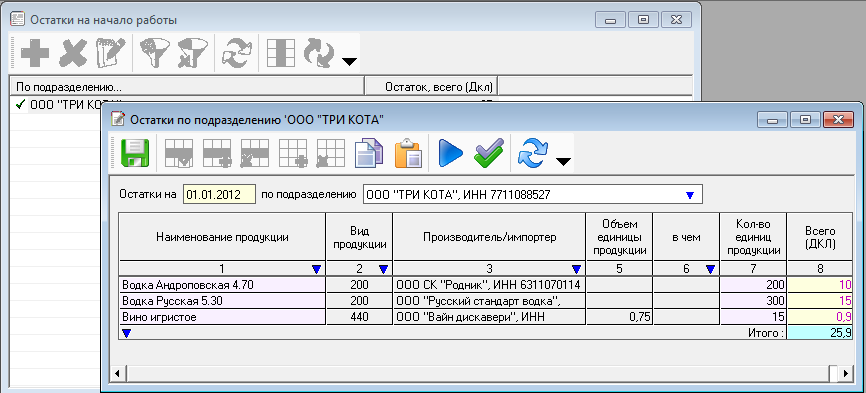 Остатки на начало работы
По подразделению... Остаток, всего (Дкл)
ООО "ТРИ КОТА"
Остатки по подразделению 'ООО "ТРИ КОТА"
Остатки на 01.01.2012 по подразделению ООО "ТРИ КОТА", ИНН 7711088527
Наименование продукции Вид продукции Производитель/импортер Объем единицы продукции в чем Кол-во единиц продукции Всего (ДКЛ)
1 2 3 5 6 7 8
Водка Андроповская 4.70 200 ООО СК "Родник", ИНН 6311070114 200 10
Водка Русская 5.30 200 ООО "Русский стандарт водка", 300 15
Вино игристое 440 ООО "Вайн дискавери", ИНН 0,75 15 0,9
Итого : 25,9